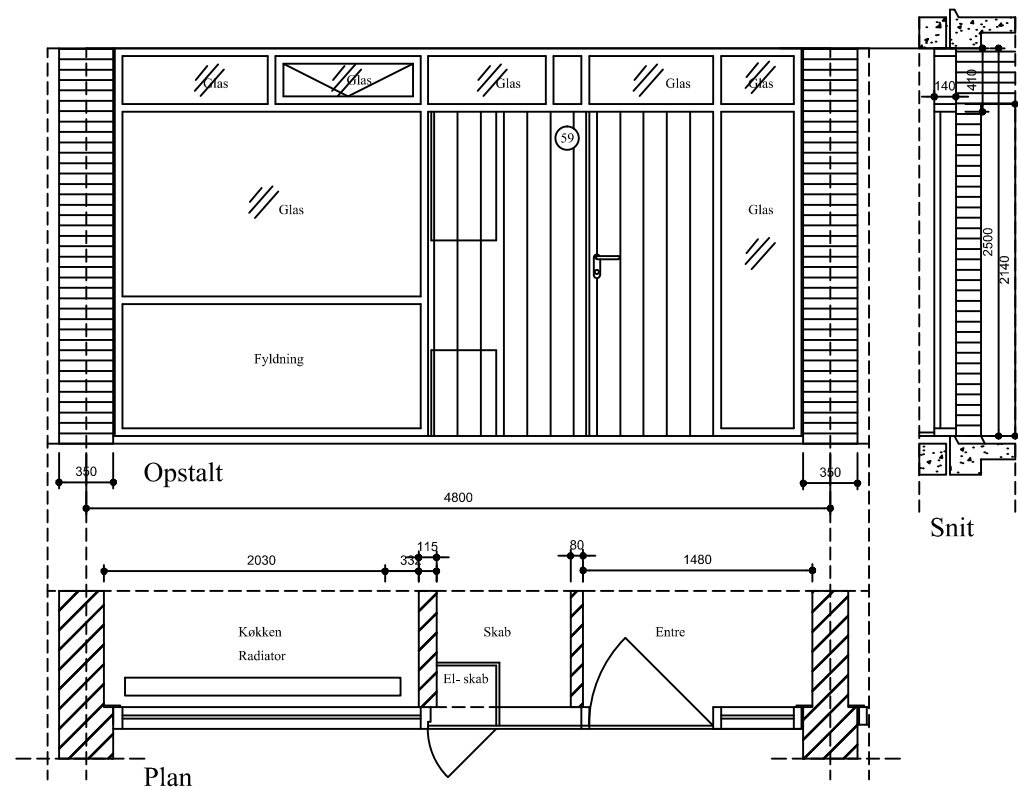 Glas
Glas
Glas
Glas
Glas
140
410
59
Glas
Glas
2500
2140
Fyldning
350
Opstalt
350
4800
Snit
2030
332
115
80
1480
Køkken
Radiator
Skab
Entre
El- skab
Plan